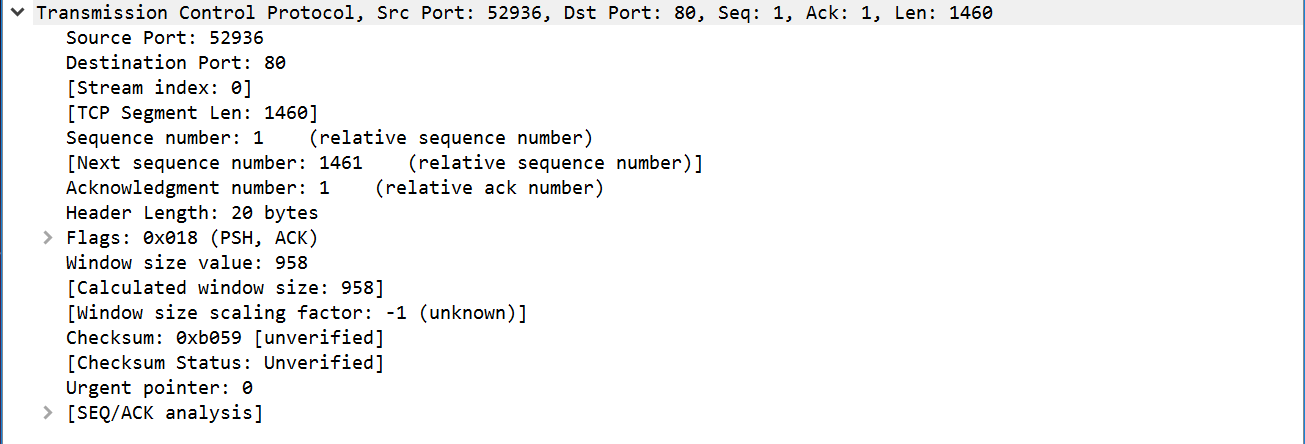 Transmission Control Protocol, Src Port: 52936, Dst Port: 80, Seq: 1, Ack: 1, Len: 1460
Source Port: 52936
Destination Port: 80
[Stream index: 0]
[TCP Segment Len: 1460]
Sequence number: 1    (relative sequence number)
[Next sequence number: 1461    (relative sequence number)]
Acknowledgment number: 1    (relative ack number)
Header Length: 20 bytes
Flags: 0x018 (PSH, ACK)
Window size value: 958
[Calculated window size: 958]
[Window size scaling factor: -1 (unknown)]
Checksum: 0xb059 [unverified]
[Checksum Status: Unverified]
Urgent pointer: 0
[SEQ/ACK analysis]